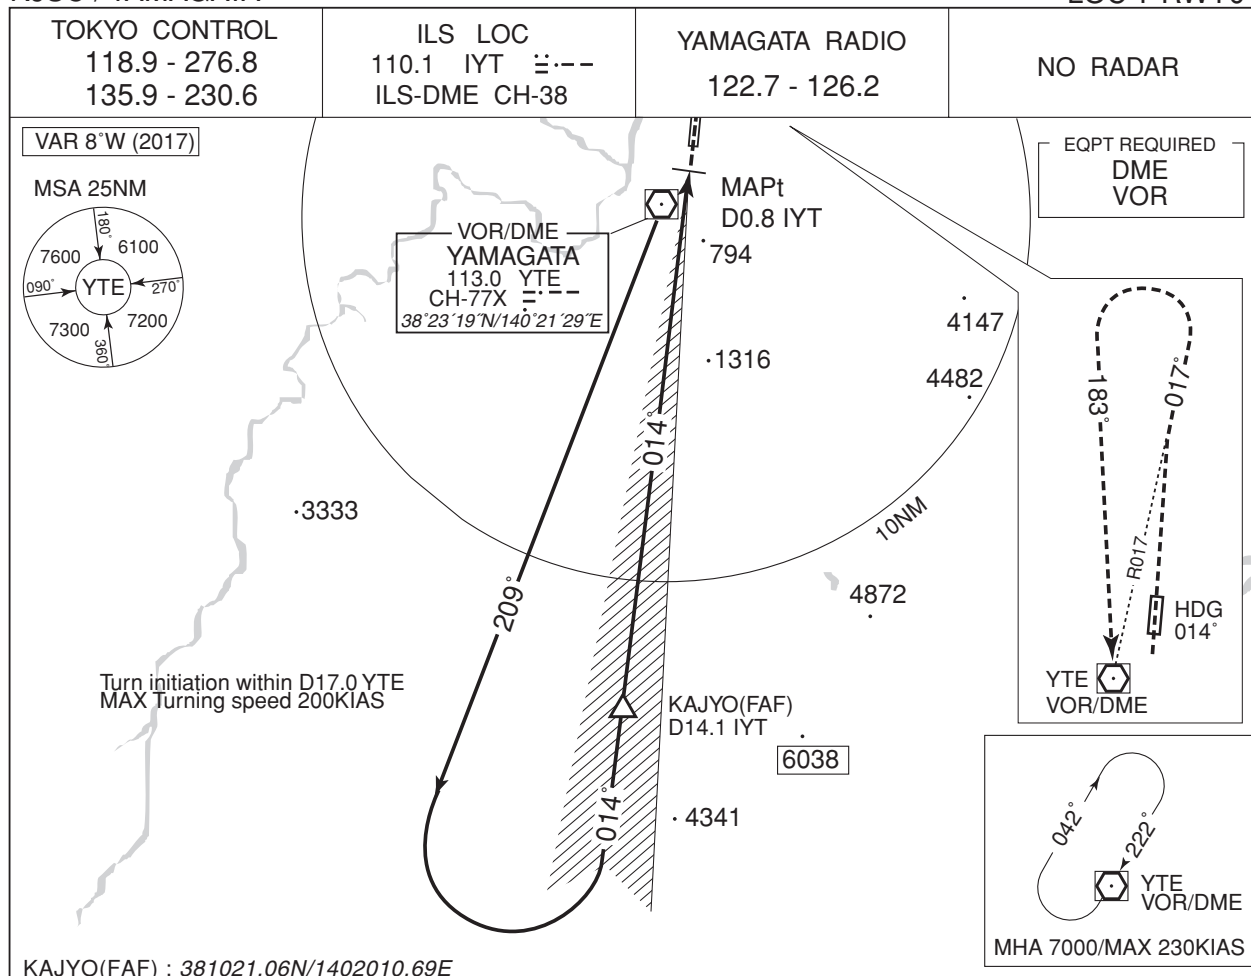 TOKYO CONTROL
118.9 - 276.8
135.9 - 230.6
ILS LOC
110.1 IYT
ILS-DME CH-38
YAMAGATA RADIO
122.7 - 126.2
NO RADAR
VAR 8°W (2017)
MSA 25NM
180°
7600
6100
090°
YTE
270°
7300
7200
360°
VOR/DME
YAMAGATA
113.0 YTE
CH-77X
38°23´19˝N/140°21´29˝E
MAPt
D0.8 IYT
794
1316
4147
4482
3333
014°
209°
10NM
4872
Turn initiation within D17.0 YTE
MAX Turning speed 200KIAS
KAJYO(FAF)
D14.1 IYT
6038
014°
4341
EQPT REQUIRED
DME
VOR
183°
017°
R017
HDG
014°
YTE
VOR/DME
042°
222°
YTE
VOR/DME
MHA 7000/MAX 230KIAS
KAJYO(FAF) : 381021.06N/1402010.69E